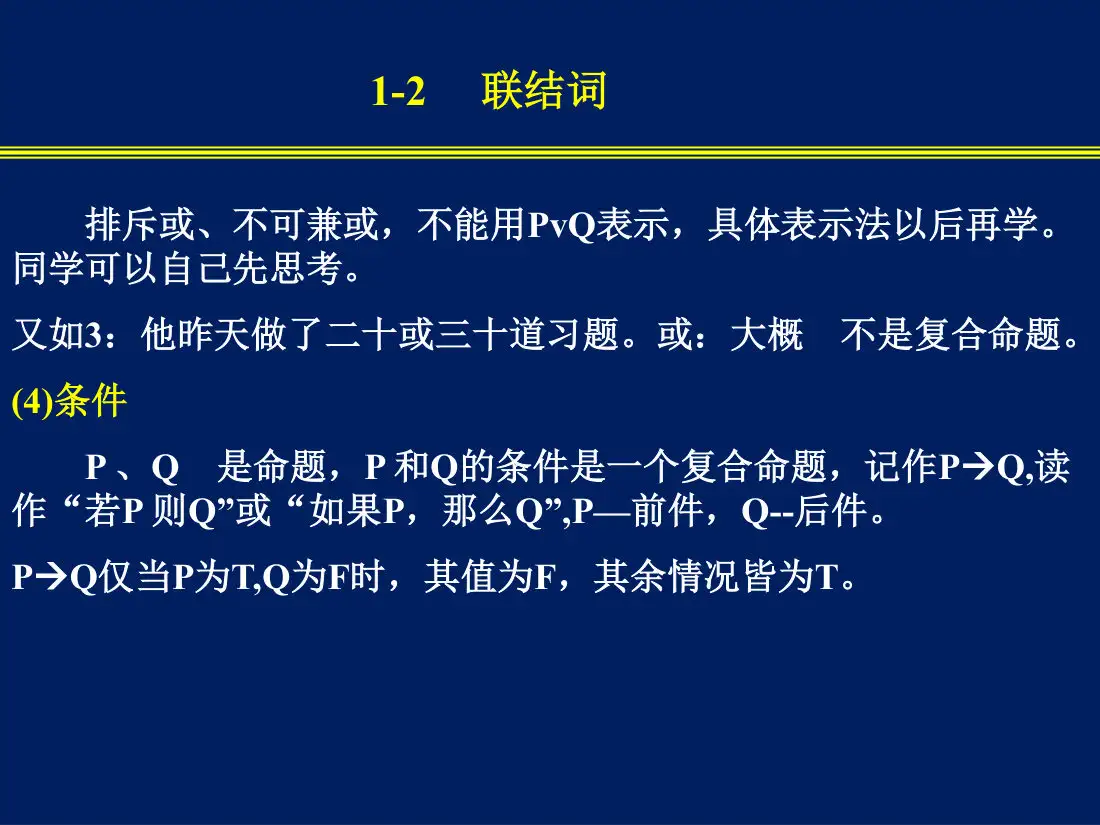 1-2 联结词
排斥或、不可兼或，不能用PvQ表示，具体表示法以后再学。
同学可以自己先思考。
又如3：他昨天做了二十或三十道习题。或：大概 不是复合命题。
(4)条件
P 、Q 是命题，P 和Q的条件是一个复合命题，记作P→Q,读
作“若P 则Q”或“如果P，那么Q”,P—前件，Q--后件。
P→Q仅当P为T,Q为F时，其值为F，其余情况皆为T。